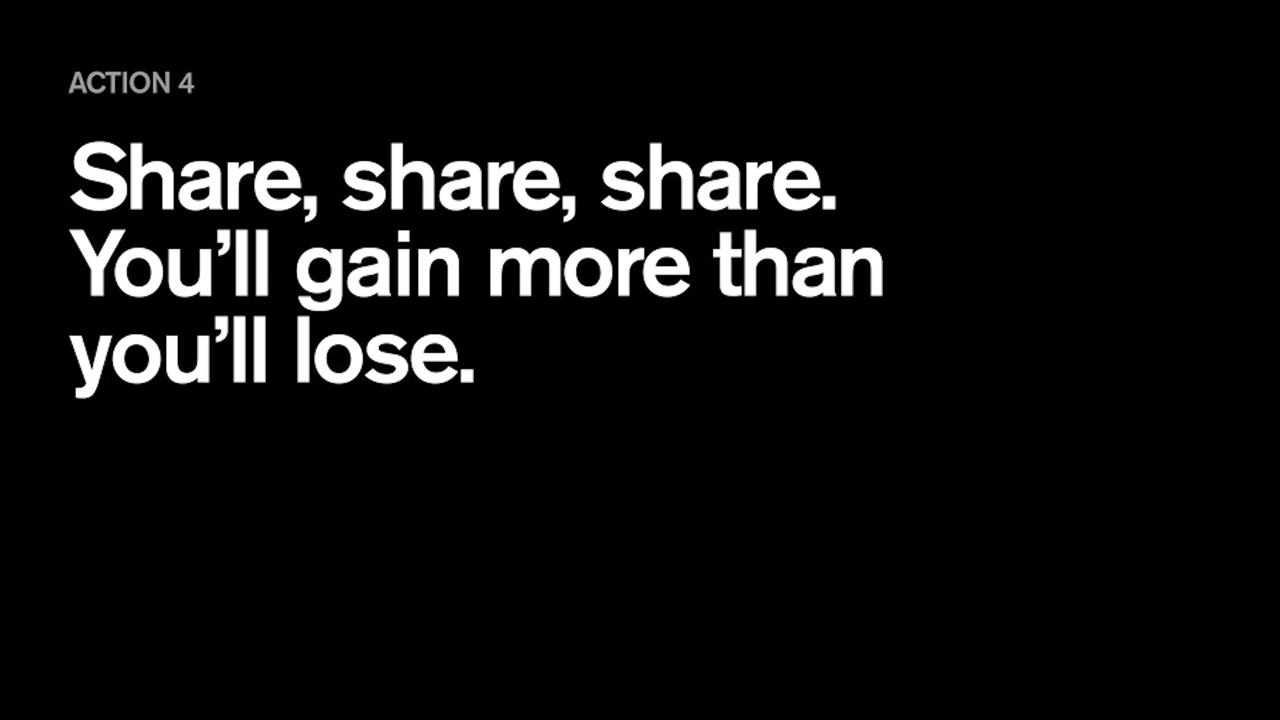 ACTION 4
Share, share, share.
You’ll gain more than
you’ll lose.